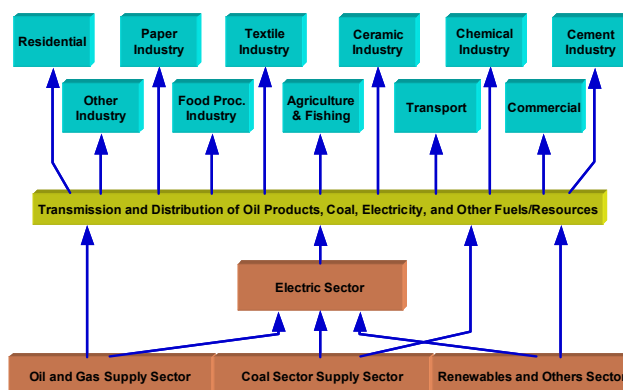 Residential
Paper
Industry
Textile
Industry
Ceramic
Industry
Chemical
Industry
Cement
Industry
Other
Industry
Food Proc.
Industry
Agriculture
& Fishing
Transport
Commercial
Transmission and Distribution of Oil Products, Coal, Electricity, and Other Fuels/Resources
Electric Sector
Oil and Gas Supply Sector
Coal Sector Supply Sector
Renewables and Others Sector